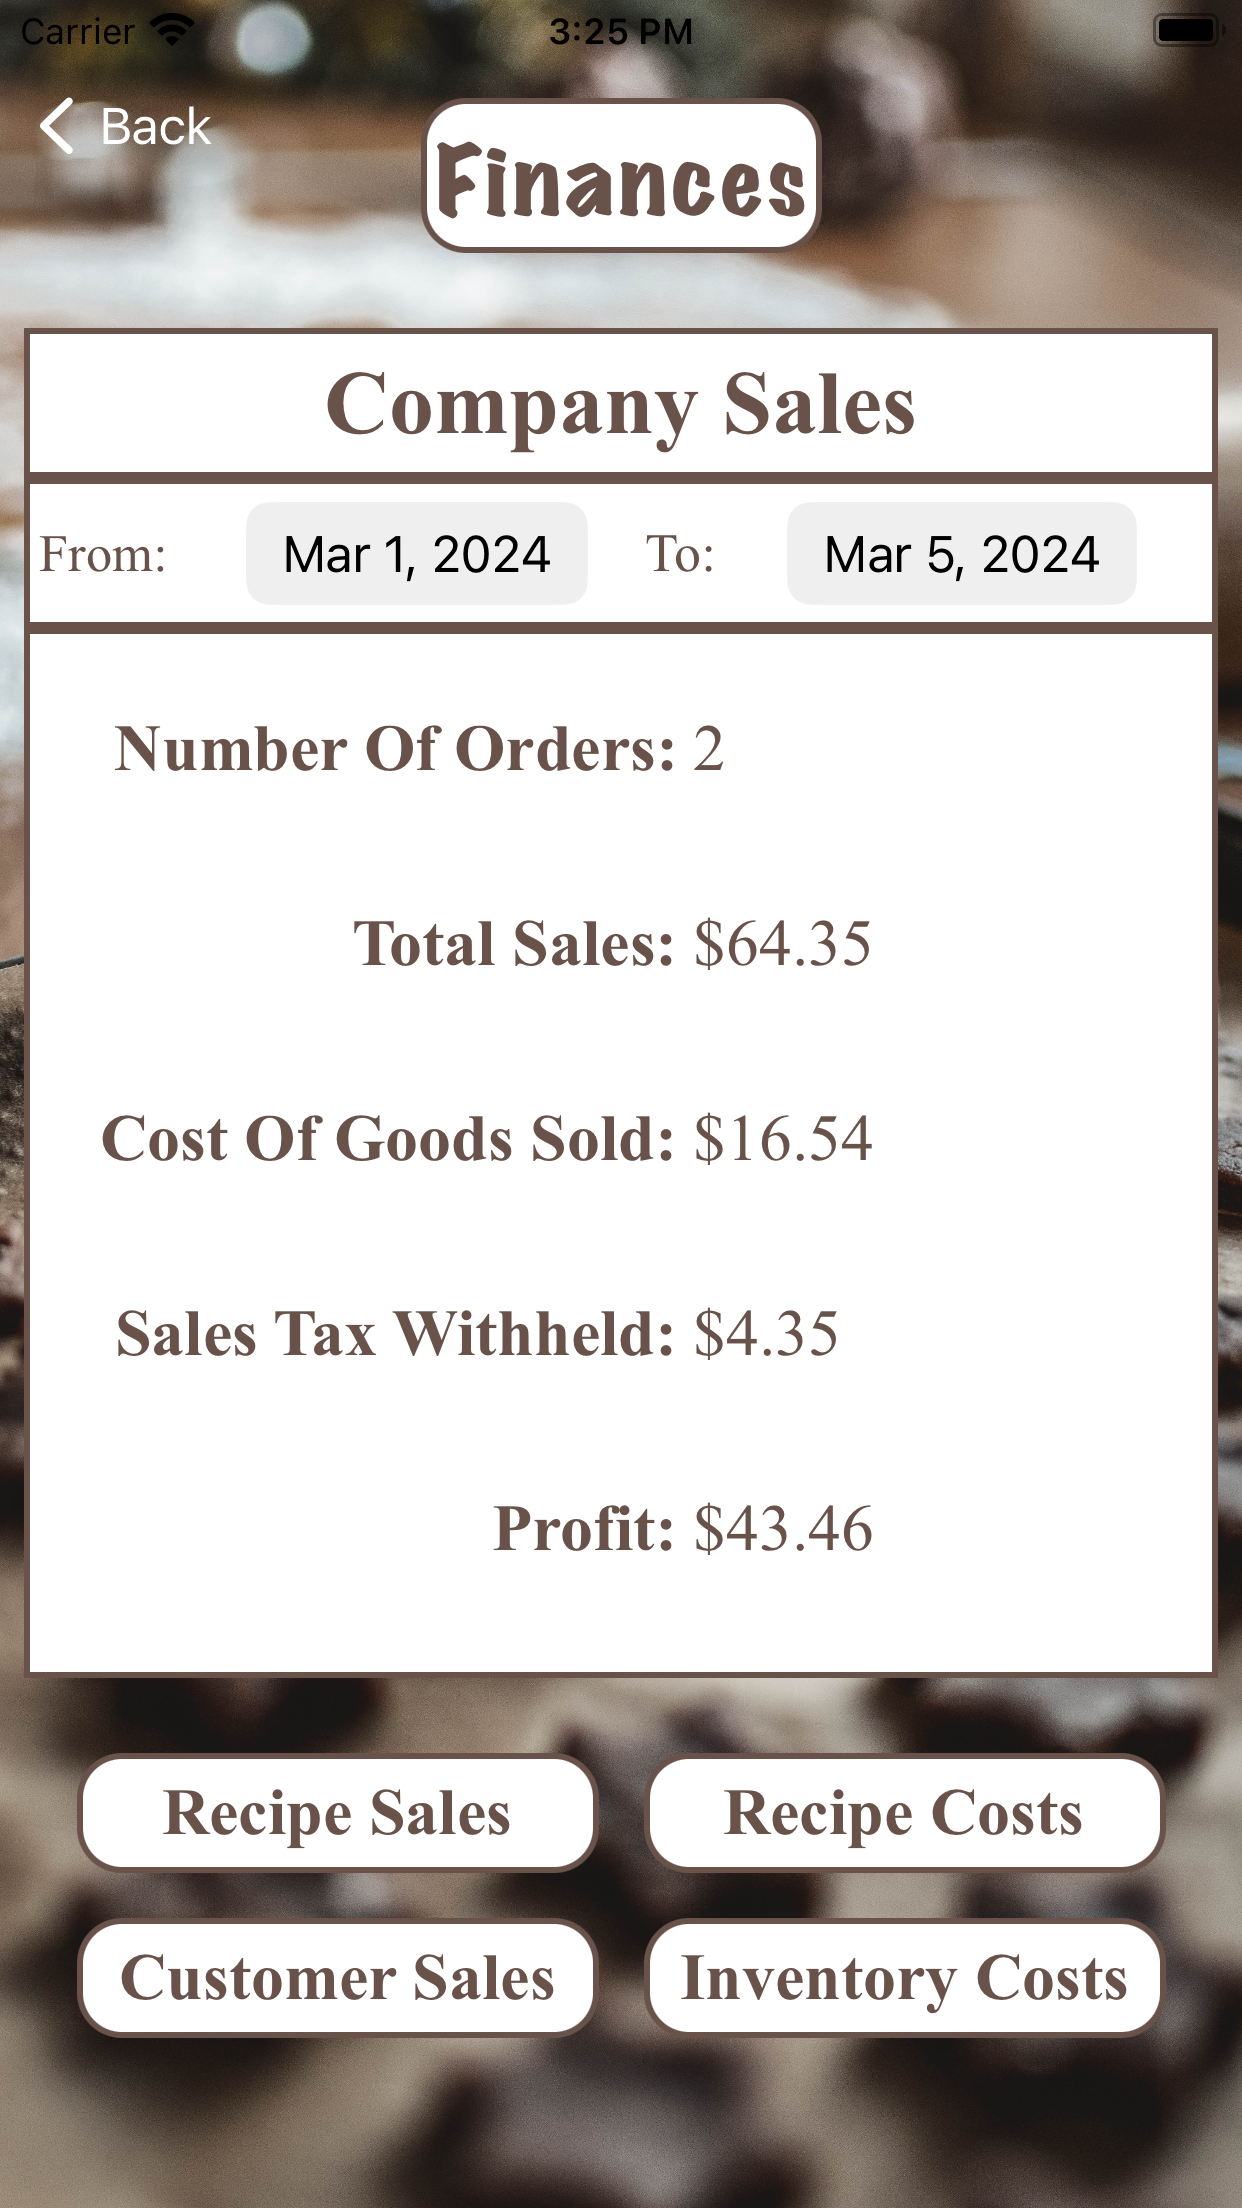 Carrier 3:25 PM
Back
Finances
Company Sales
From: Mar 1, 2024 To: Mar 5, 2024
Number Of Orders: 2
Total Sales: $64.35
Cost Of Goods Sold: $16.54
Sales Tax Withheld: $4.35
Profit: $43.46
Recipe Sales Recipe Costs
Customer Sales Inventory Costs